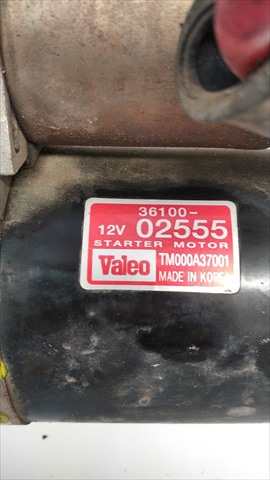 36100-
12V 02555
STARTER MOTOR
Valeo TM000A37001
MADE IN KOREA